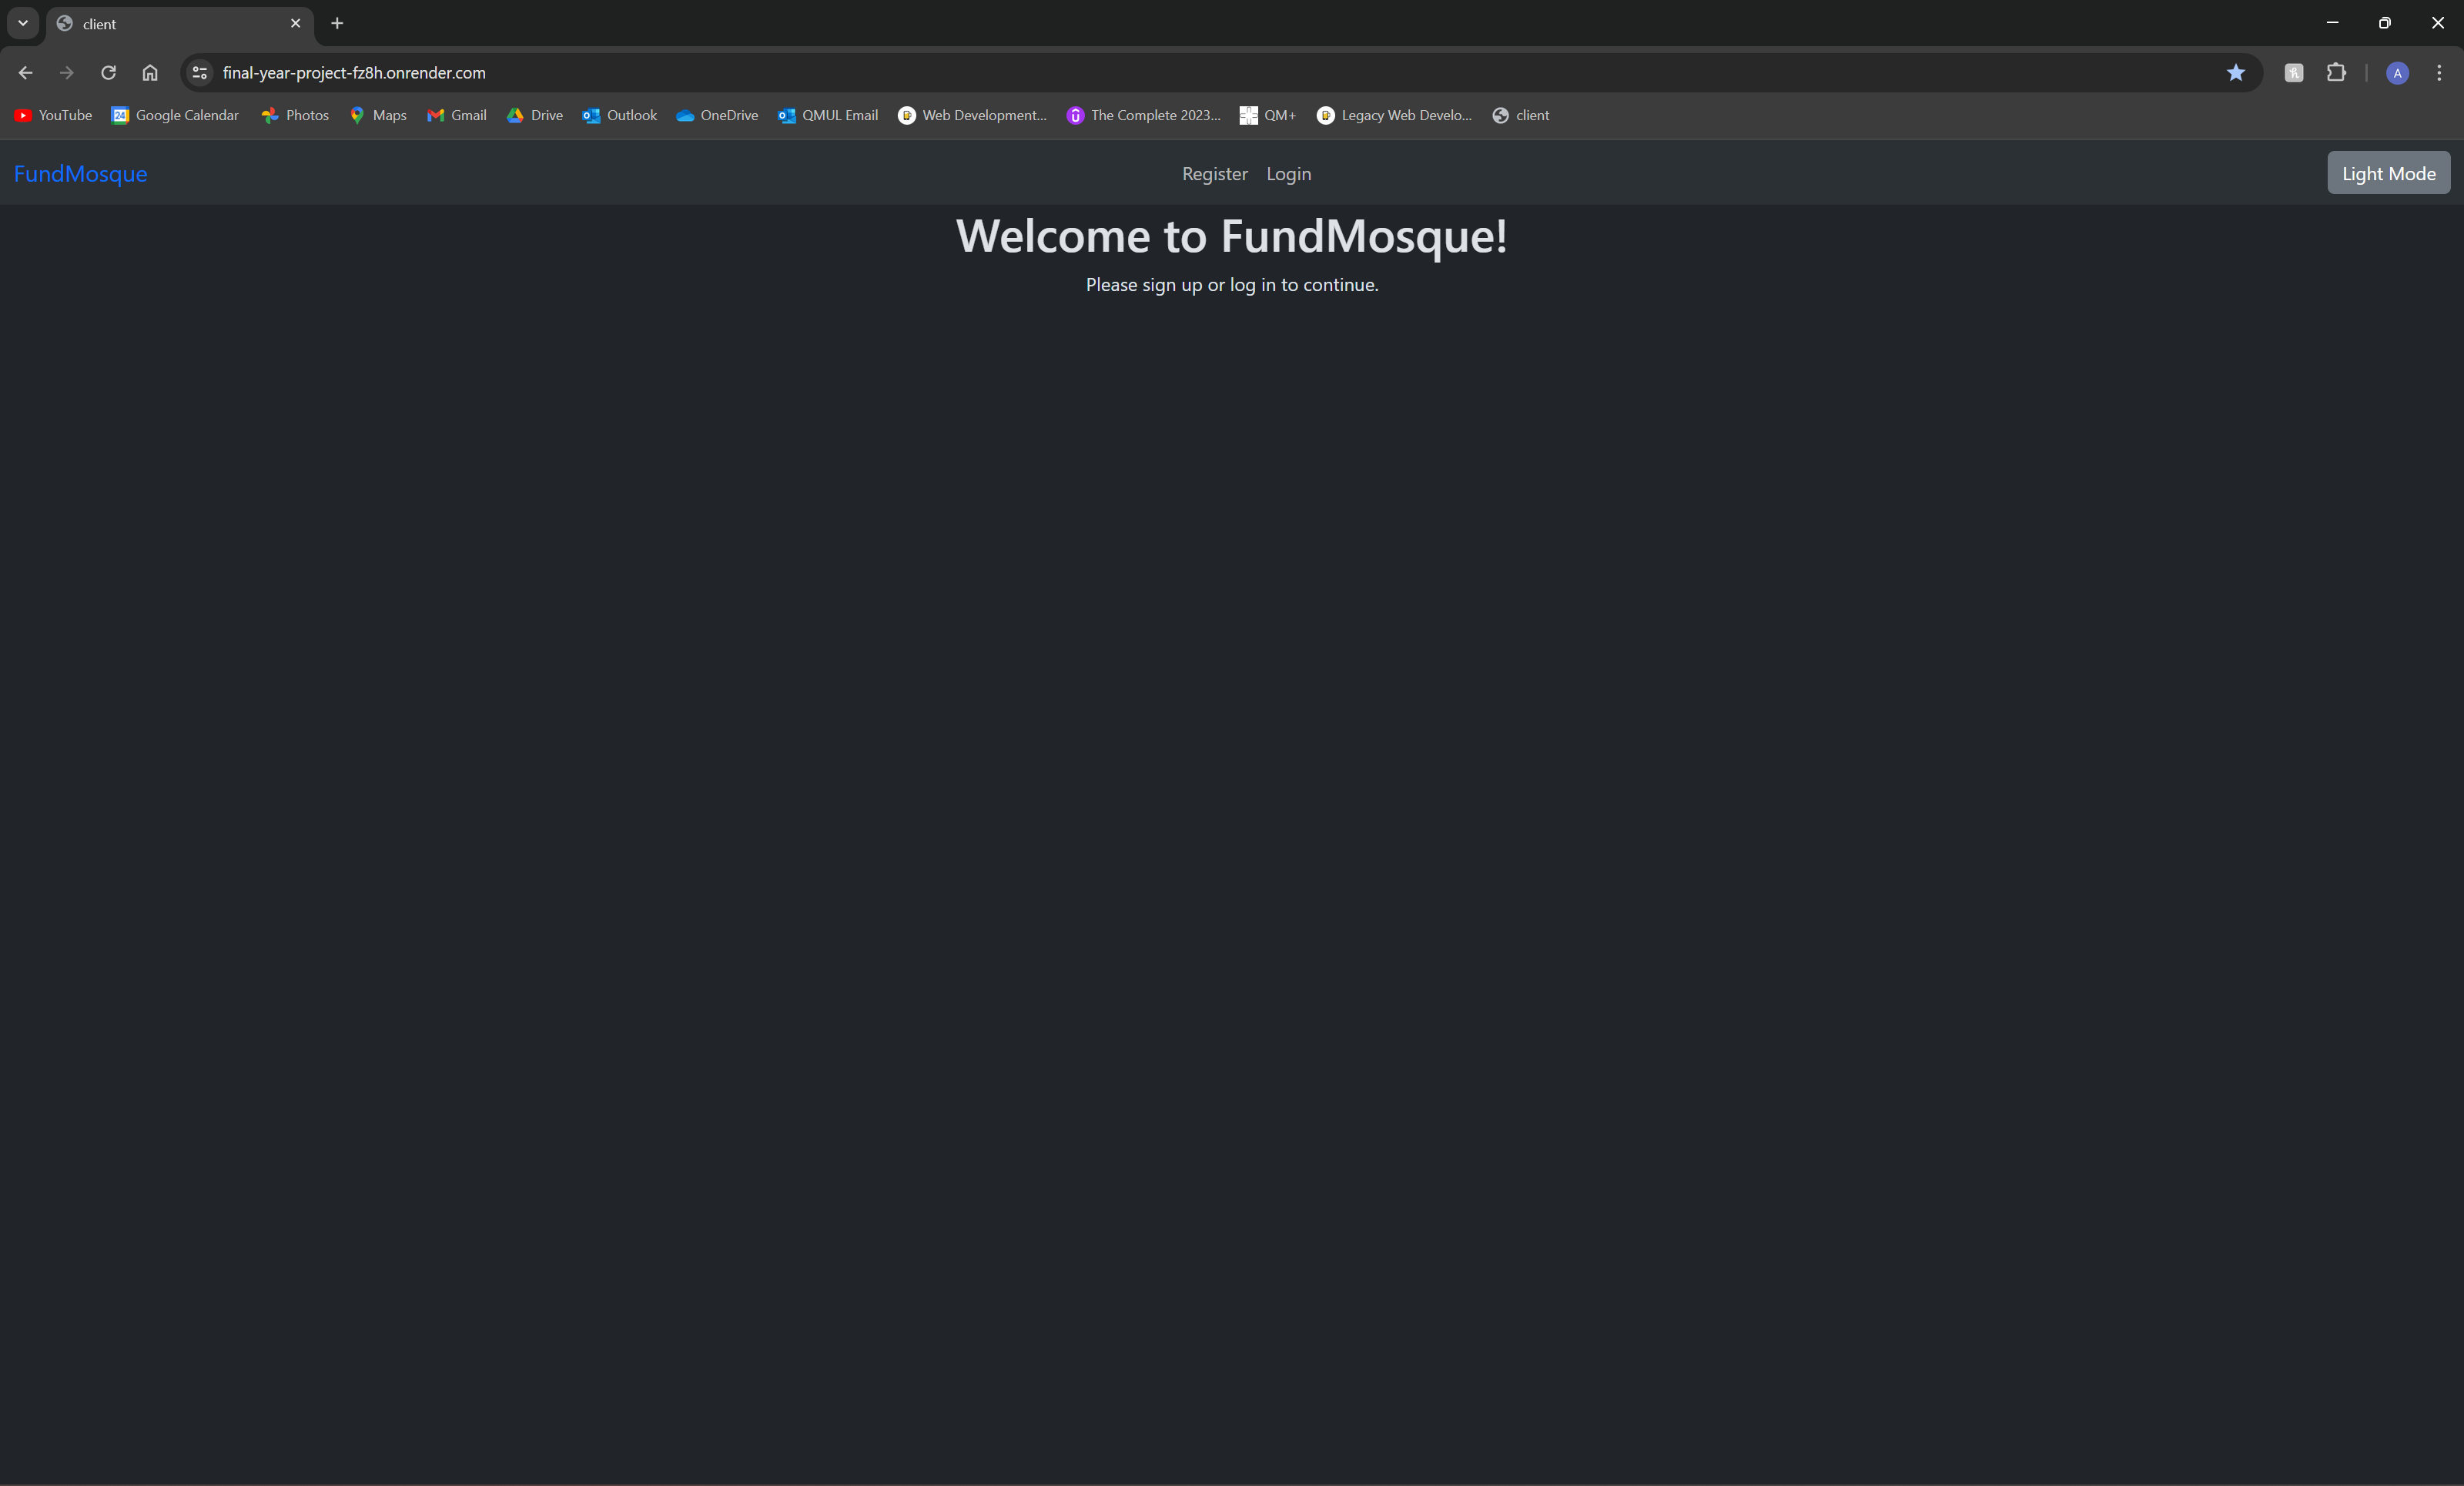 client
final-year-project-fz8h.onrender.com
A
YouTube Google Calendar Photos Maps Gmail Drive Outlook OneDrive QMUL Email Web Development... The Complete 2023... QM+ Legacy Web Develo... client
FundMosque Register Login Light Mode
Welcome to FundMosque!
Please sign up or log in to continue.